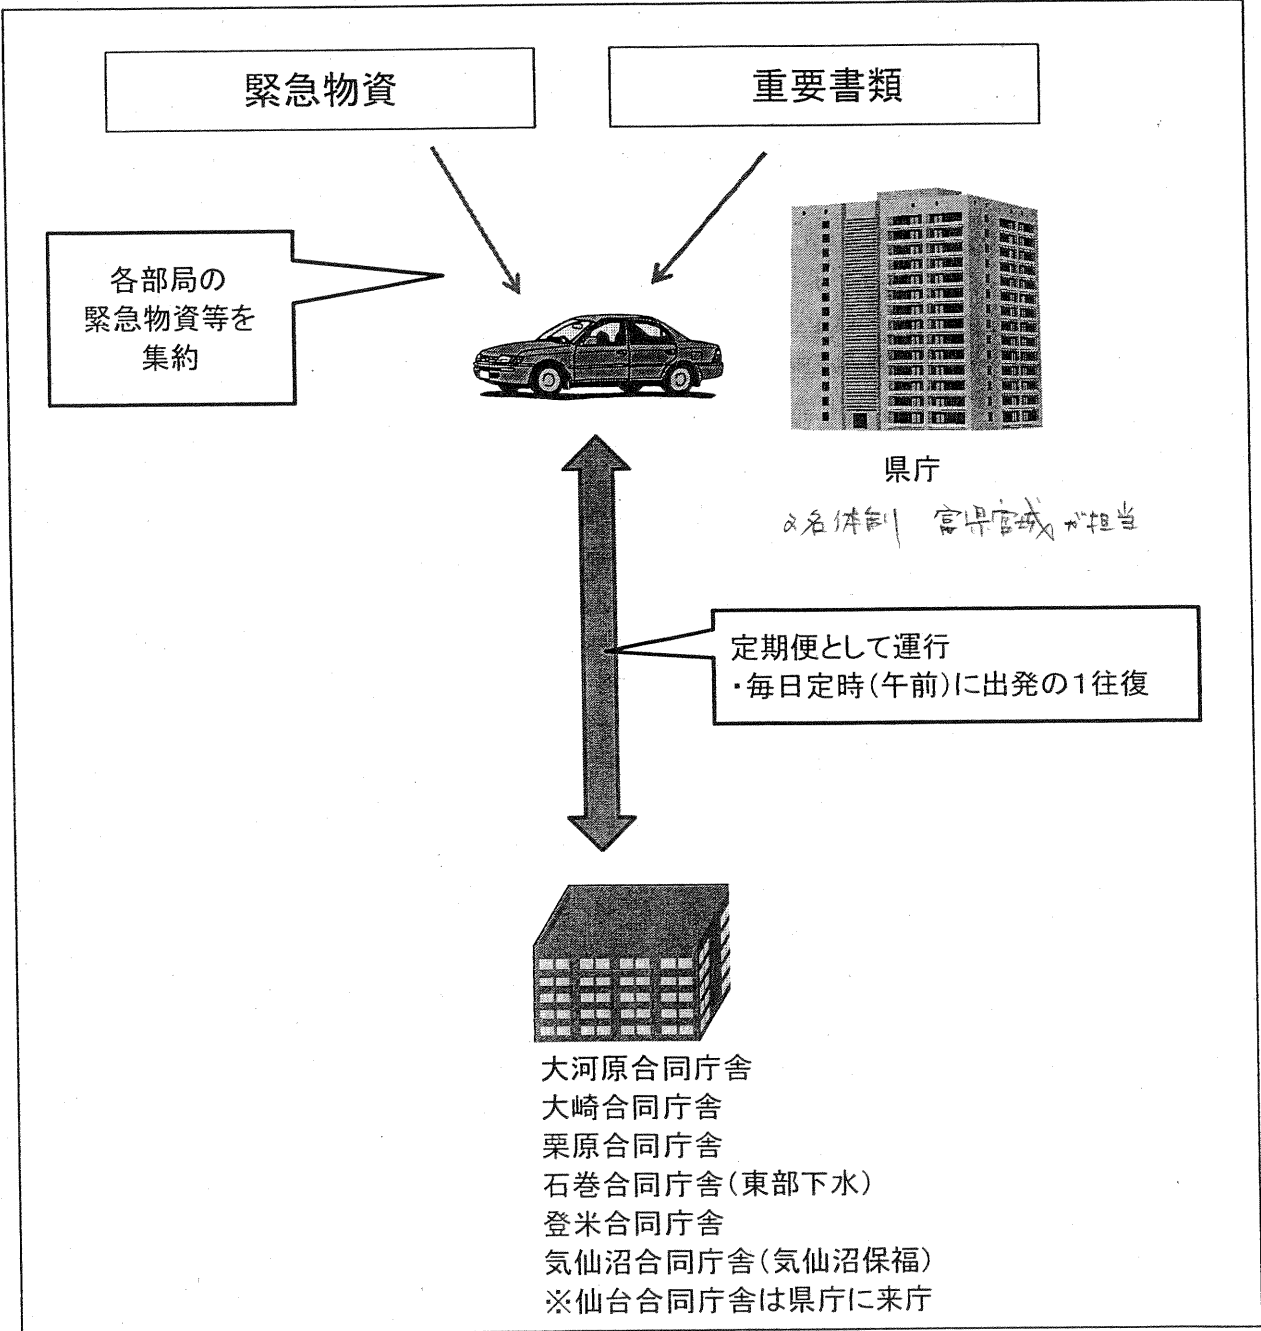 緊急物資
重要書類
各部局の
緊急物資等を
集約
県庁
2名体制　富県宮城が担当
定期便として運行
・毎日定時(午前)に出発の1往復
大河原合同庁舎
大崎合同庁舎
栗原合同庁舎
石巻合同庁舎(東部下水)
登米合同庁舎
気仙沼合同庁舎(気仙沼保福)
※仙台合同庁舎は県庁に来庁